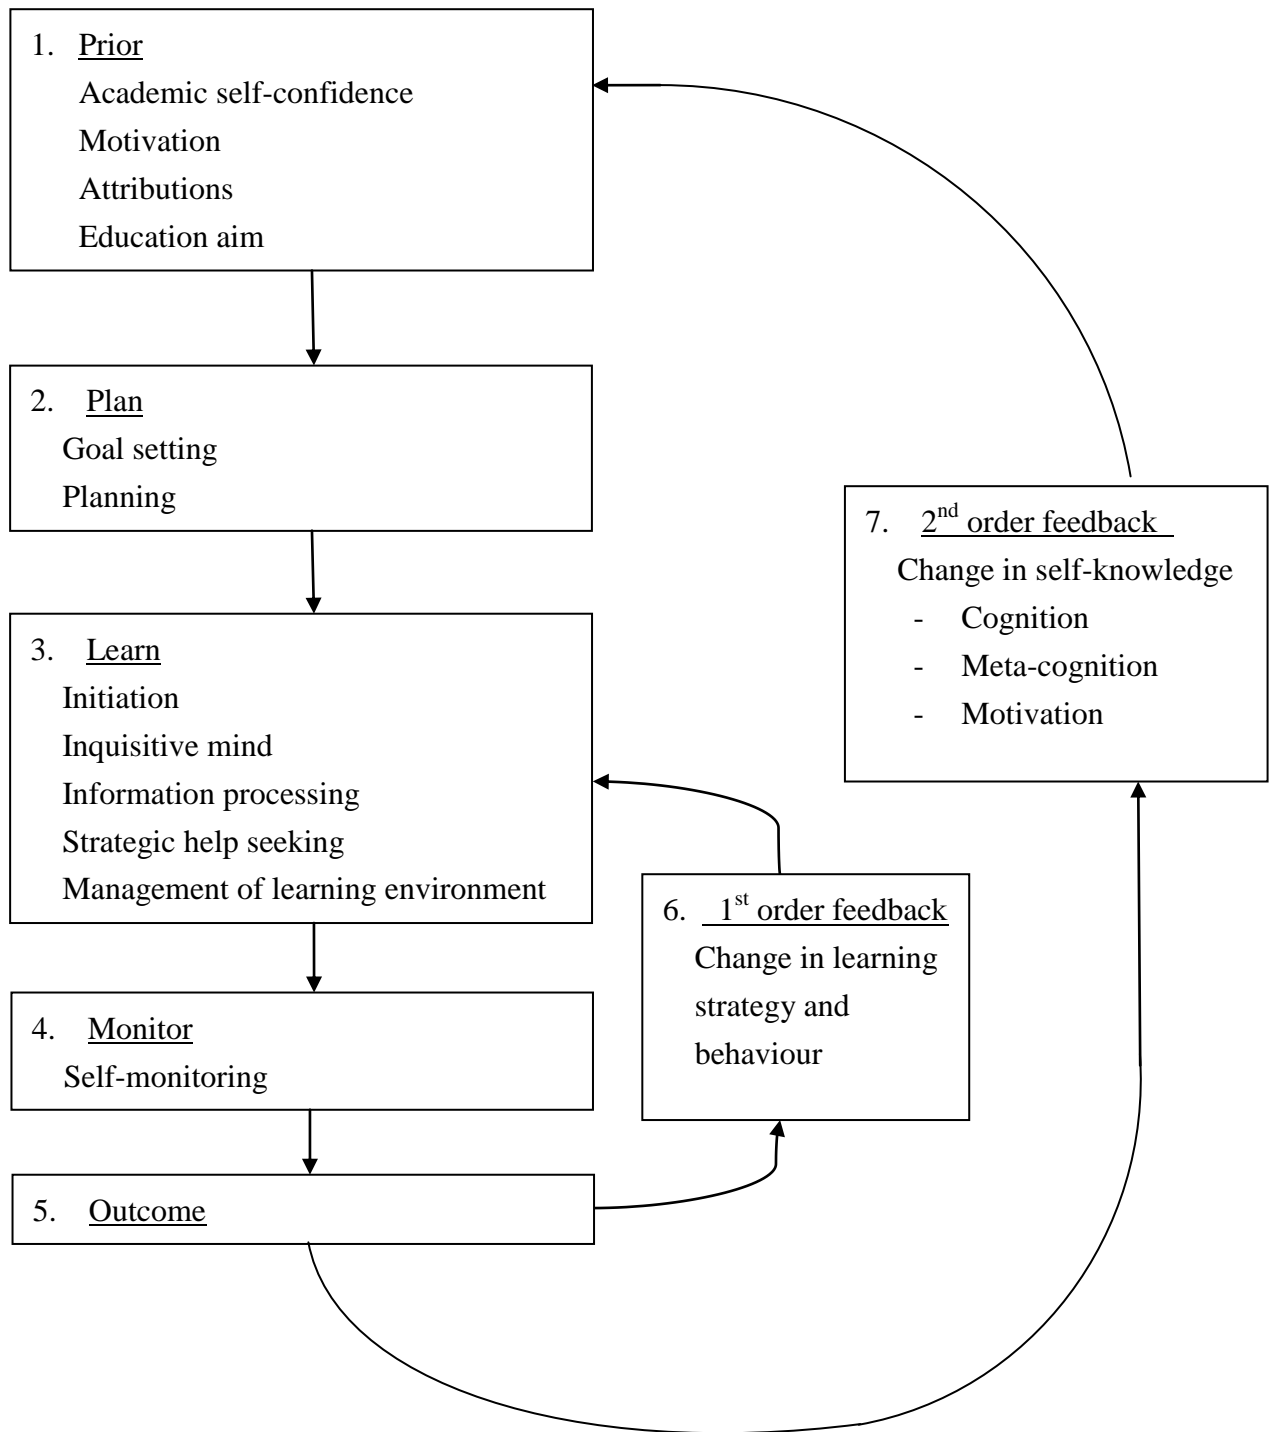 1. Prior
Academic self-confidence
Motivation
Attributions
Education aim
2. Plan
Goal setting
Planning
3. Learn
Initiation
Inquisitive mind
Information processing
Strategic help seeking
Management of learning environment
4. Monitor
Self-monitoring
5. Outcome
6. 1st order feedback
Change in learning
strategy and
behaviour
7. 2nd order feedback
Change in self-knowledge
- Cognition
- Meta-cognition
- Motivation